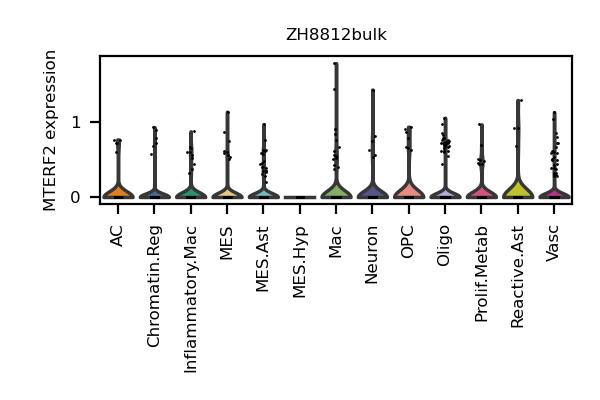 ZH8812bulk
MTERF2 expression
1
0
AC
Chromatin.Reg
Inflammatory.Mac
MES
MES.Ast
MES.Hyp
Mac
Neuron
OPC
Oligo
Prolif.Metab
Reactive.Ast
Vasc